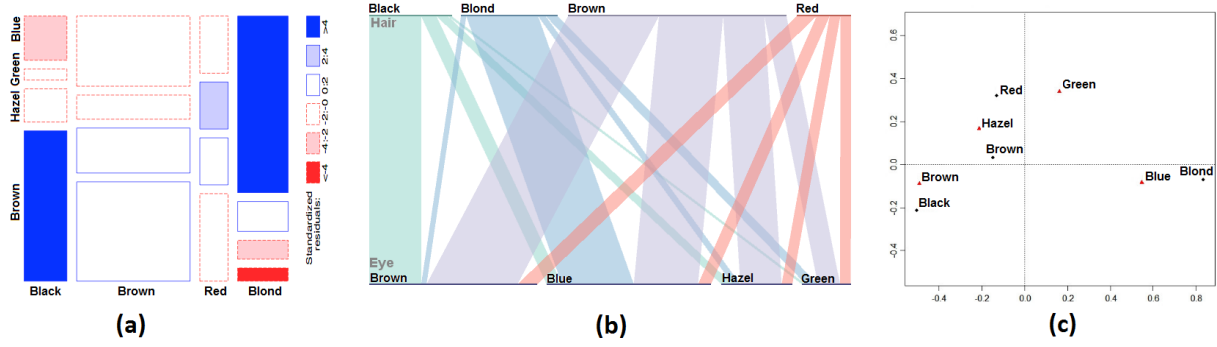 Blue
Green
Hazel
Brown
Black Brown Red Blond
>4
2:4
0:2
-2:-0
-4:-2
<-4
Standardized
residuals:
(a)
Black Blond Brown Red
Hair
Eye
Brown Blue Hazel Green
(b)
0.6
0.4
0.2
0.0
-0.2
-0.4
-0.4 -0.2 0.0 0.2 0.4 0.6 0.8
Red
Green
Hazel
Brown
Brown
Blue
Blond
Black
(c)